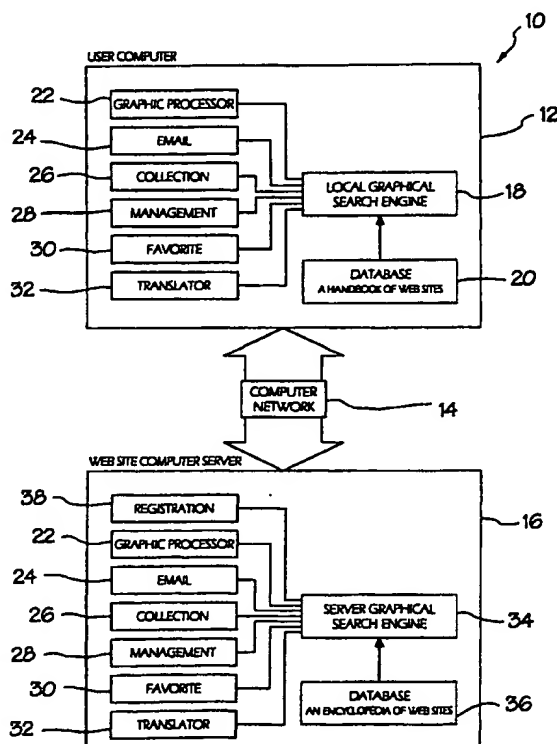 10
USER COMPUTER
22
GRAPHIC PROCESSOR
12
24
EMAIL
26
COLLECTION
LOCAL GRAPHICAL
SEARCH ENGINE
18
28
MANAGEMENT
30
FAVORITE
32
TRANSLATOR
DATABASE
A HANDBOOK OF WEB SITES
20
COMPUTER
NETWORK
14
WEB SITE COMPUTER SERVER
38
REGISTRATION
16
22
GRAPHIC PROCESSOR
24
EMAIL
26
COLLECTION
SERVER GRAPHICAL
SEARCH ENGINE
34
28
MANAGEMENT
30
FAVORITE
32
TRANSLATOR
DATABASE
AN ENCYCLOPEDIA OF WEB SITES
36